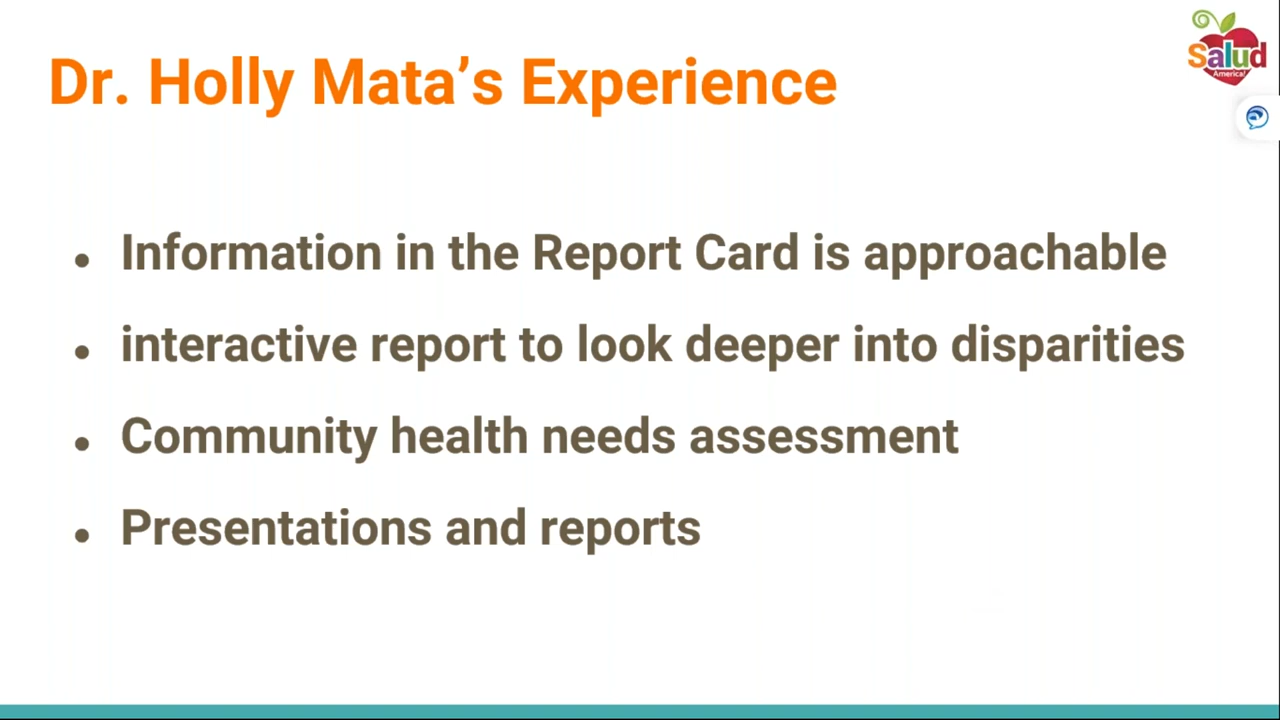 Salud
America!
Dr. Holly Mata’s Experience
• Information in the Report Card is approachable
• interactive report to look deeper into disparities
• Community health needs assessment
• Presentations and reports